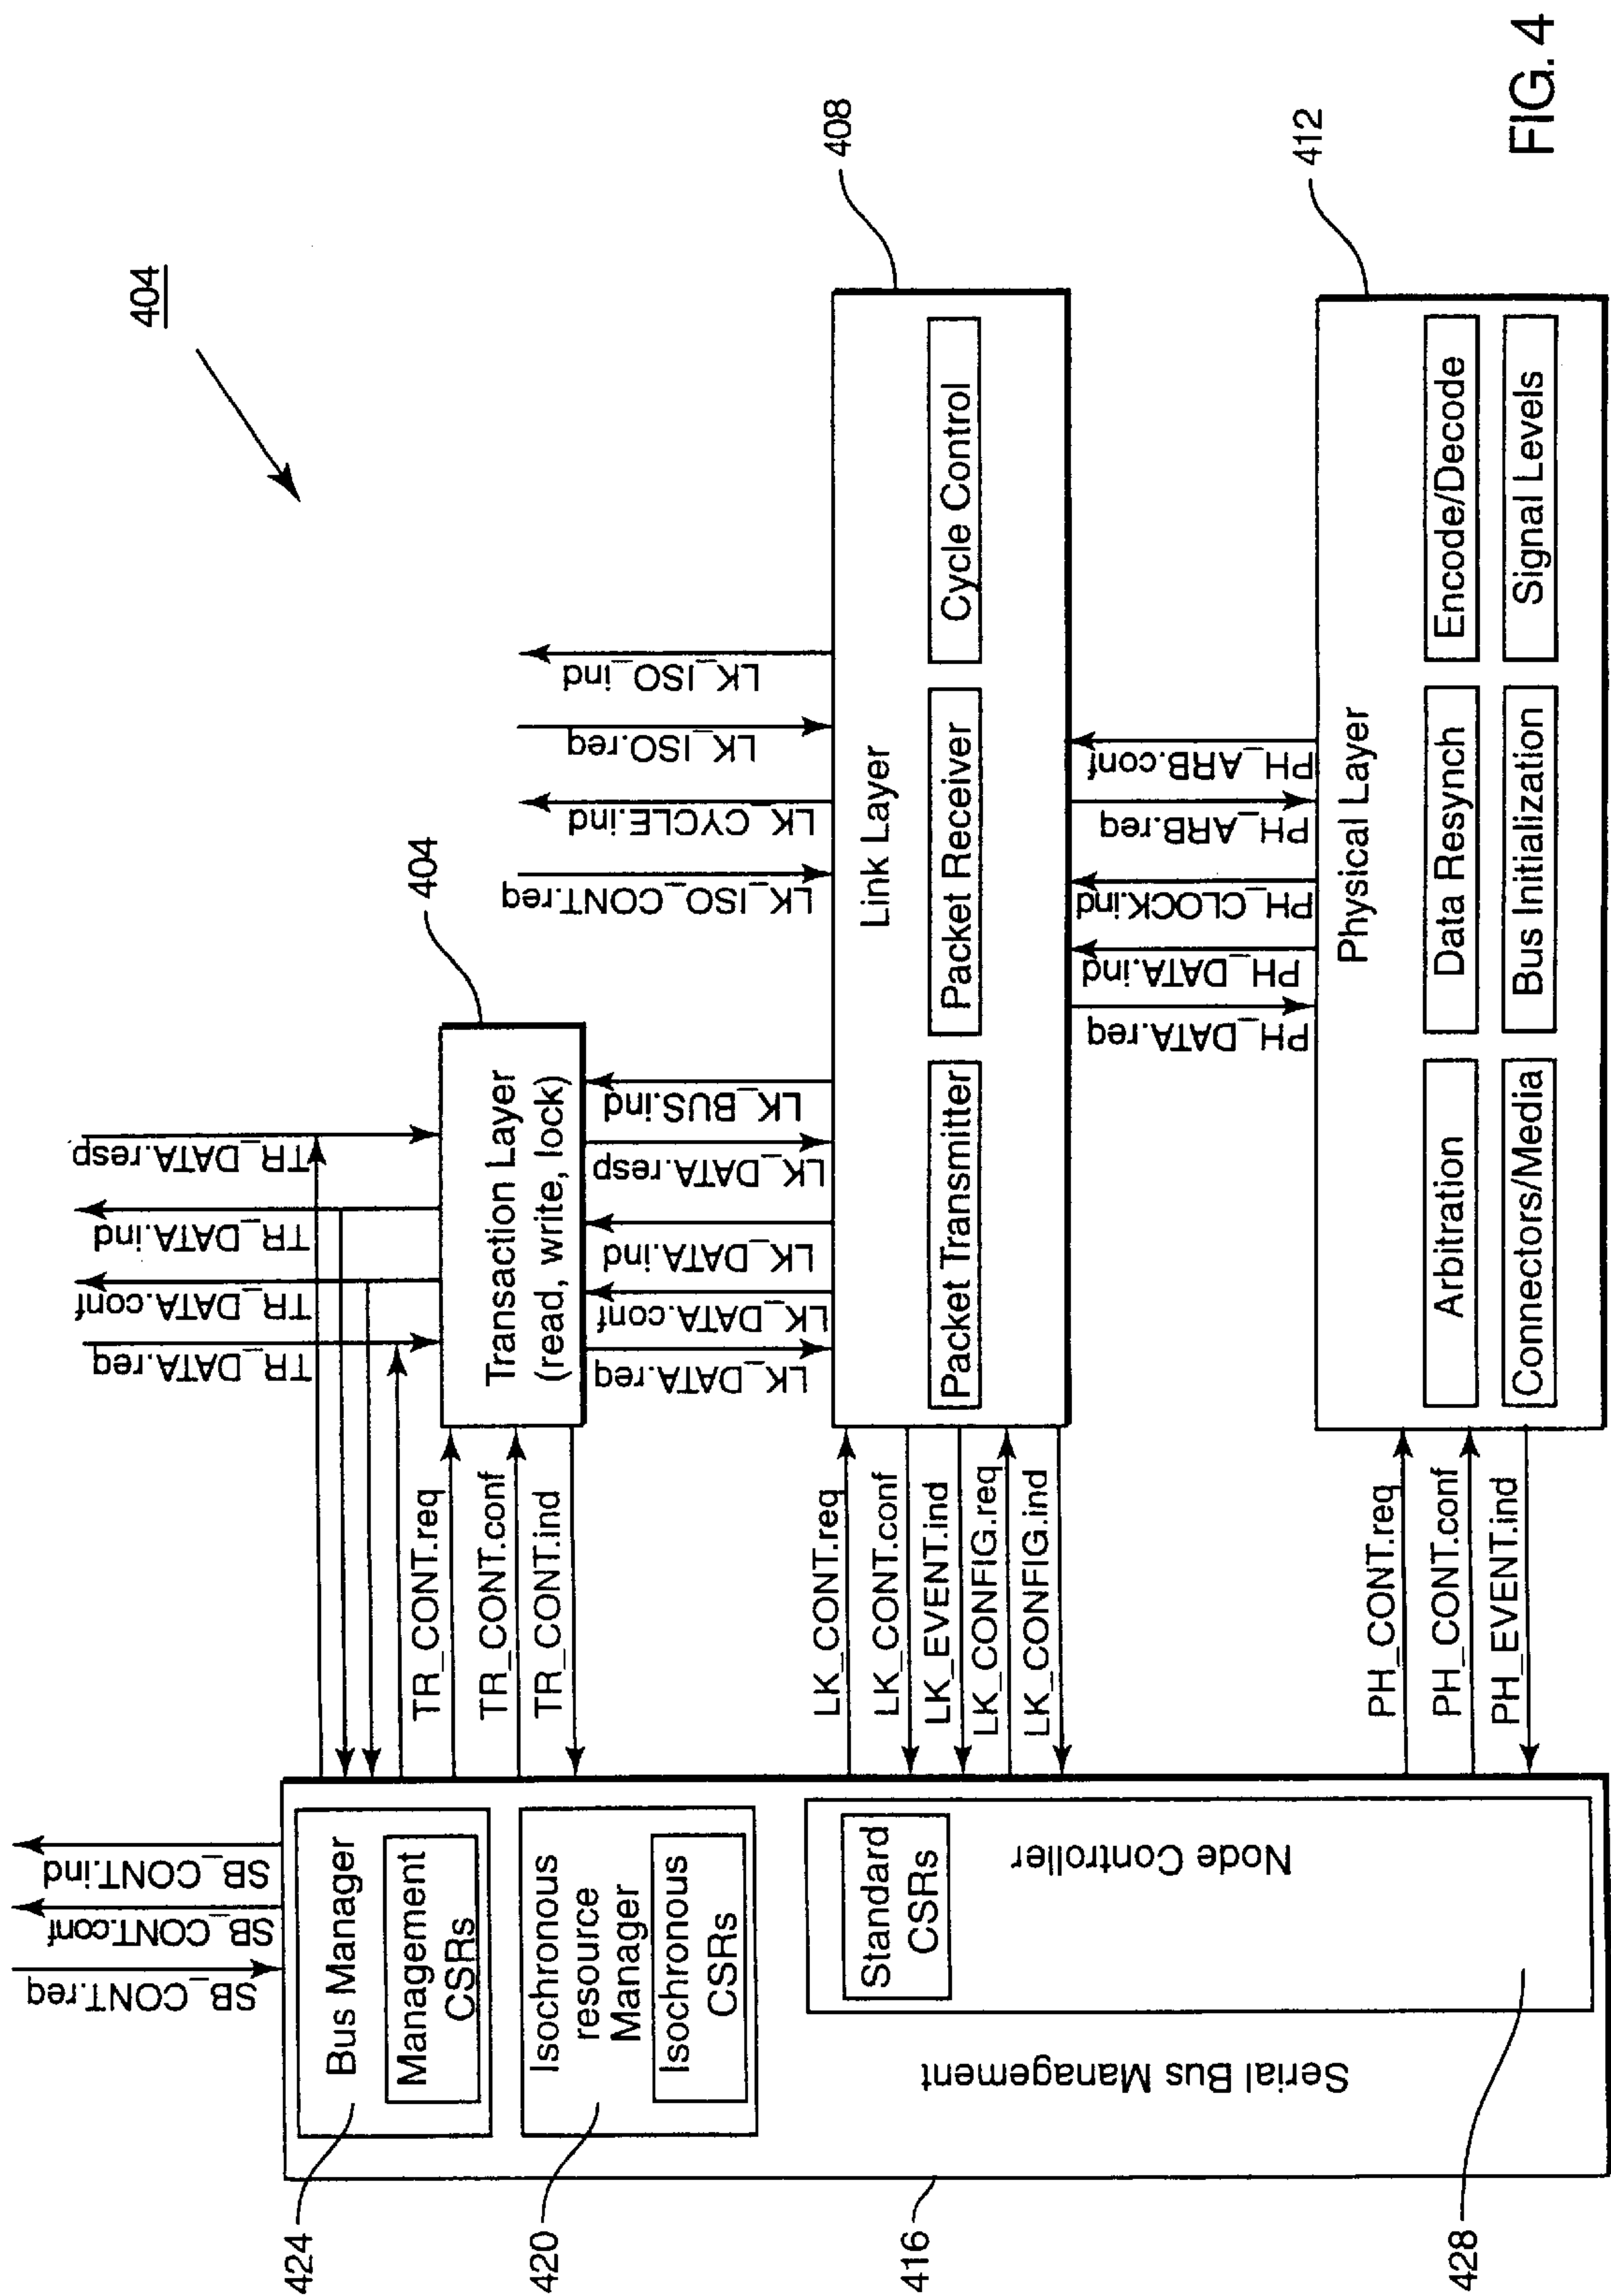 404
SB_CONT.req
SB_CONT.conf
SB_CONT.ind
TR_DATA.req
TR_DATA.conf
TR_DATA.ind
TR_DATA.resp
424
Bus Manager
Management
CSRs
420
Isochronous
resource
Manager
Isochronous
CSRs
416
Serial Bus Management
428
Node Controller
Standard
CSRs
TR_CONT.req
TR_CONT.conf
TR_CONT.ind
404
Transaction Layer
(read, write, lock)
LK_DATA.req
LK_DATA.conf
LK_DATA.ind
LK_DATA.resp
LK_BUS.ind
LK_ISO_CONT.req
LK_CYCLE.ind
LK_ISO.req
LK_ISO_ind
LK_CONT.req
LK_CONT.conf
LK_EVENT.ind
LK_CONFIG.req
LK_CONFIG.ind
408
Link Layer
Packet Transmitter
Packet Receiver
Cycle Control
PH_DATA.req
PH_DATA.ind
PH_CLOCK.ind
PH_ARB.req
PH_ARB.conf
PH_CONT.req
PH_CONT.conf
PH_EVENT.ind
412
Physical Layer
Arbitration
Data Resynch
Encode/Decode
Connectors/Media
Bus Initialization
Signal Levels
FIG. 4